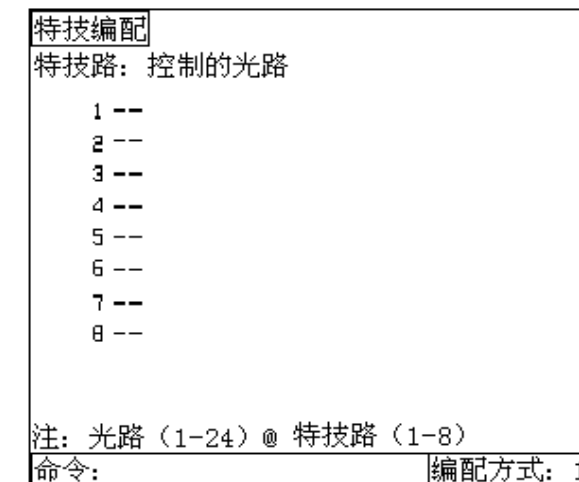 特技编配
特技路：控制的光路
1 --
2 --
3 --
4 --
5 --
6 --
7 --
8 --
注：光路（1-24）@ 特技路（1-8）
命令： 编配方式：